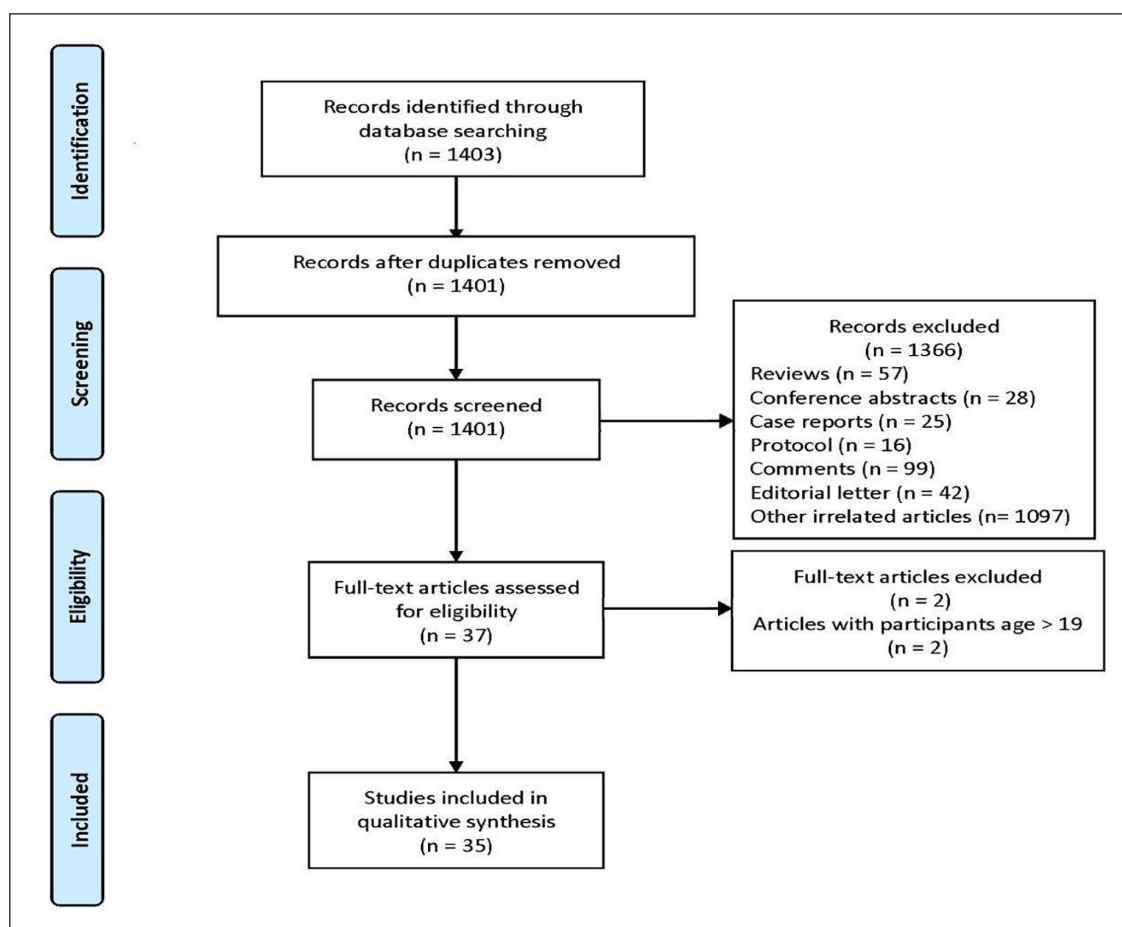 Identification
Records identified through
database searching
(n = 1403)
Records after duplicates removed
(n = 1401)
Screening
Records screened
(n = 1401)
Records excluded
(n = 1366)
Reviews (n = 57)
Conference abstracts (n = 28)
Case reports (n = 25)
Protocol (n = 16)
Comments (n = 99)
Editorial letter (n = 42)
Other irrelated articles (n= 1097)
Eligibility
Full-text articles assessed
for eligibility
(n = 37)
Full-text articles excluded
(n = 2)
Articles with participants age > 19
(n = 2)
Included
Studies included in
qualitative synthesis
(n = 35)